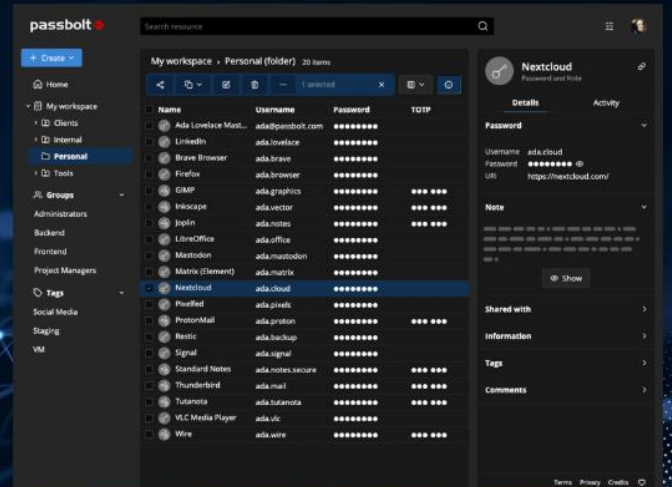 passbolt
Search resource
+ Create
Home
My workspace
Clients
Internal
Personal
Tools
Groups
Administrators
Backend
Frontend
Project Managers
Tags
Social Media
Staging
VM
My workspace › Personal (folder) 20 items
1 selected
Name Username Password TOTP
Ada Lovelace Mast... ada@passbolt.com
LinkedIn ada.lovelace
Brave Browser ada.brave
Firefox ada.browser
GIMP ada.graphics
Inkscape ada.vector
Joplin ada.notes
LibreOffice ada.office
Mastodon ada.mastodon
Matrix (Element) ada.matrix
Nextcloud ada.cloud
Pixelfed ada.pixels
ProtonMail ada.proton
Restic ada.backup
Signal ada.signal
Standard Notes ada.notes.secure
Thunderbird ada.mail
Tutanota ada.tutanota
VLC Media Player ada.vlc
Wire ada.wire
Nextcloud
Password and Note
Details Activity
Password
Username ada.cloud
Password
URI https://nextcloud.com/
Note
Show
Shared with
Information
Tags
Comments
Terms Privacy Credits